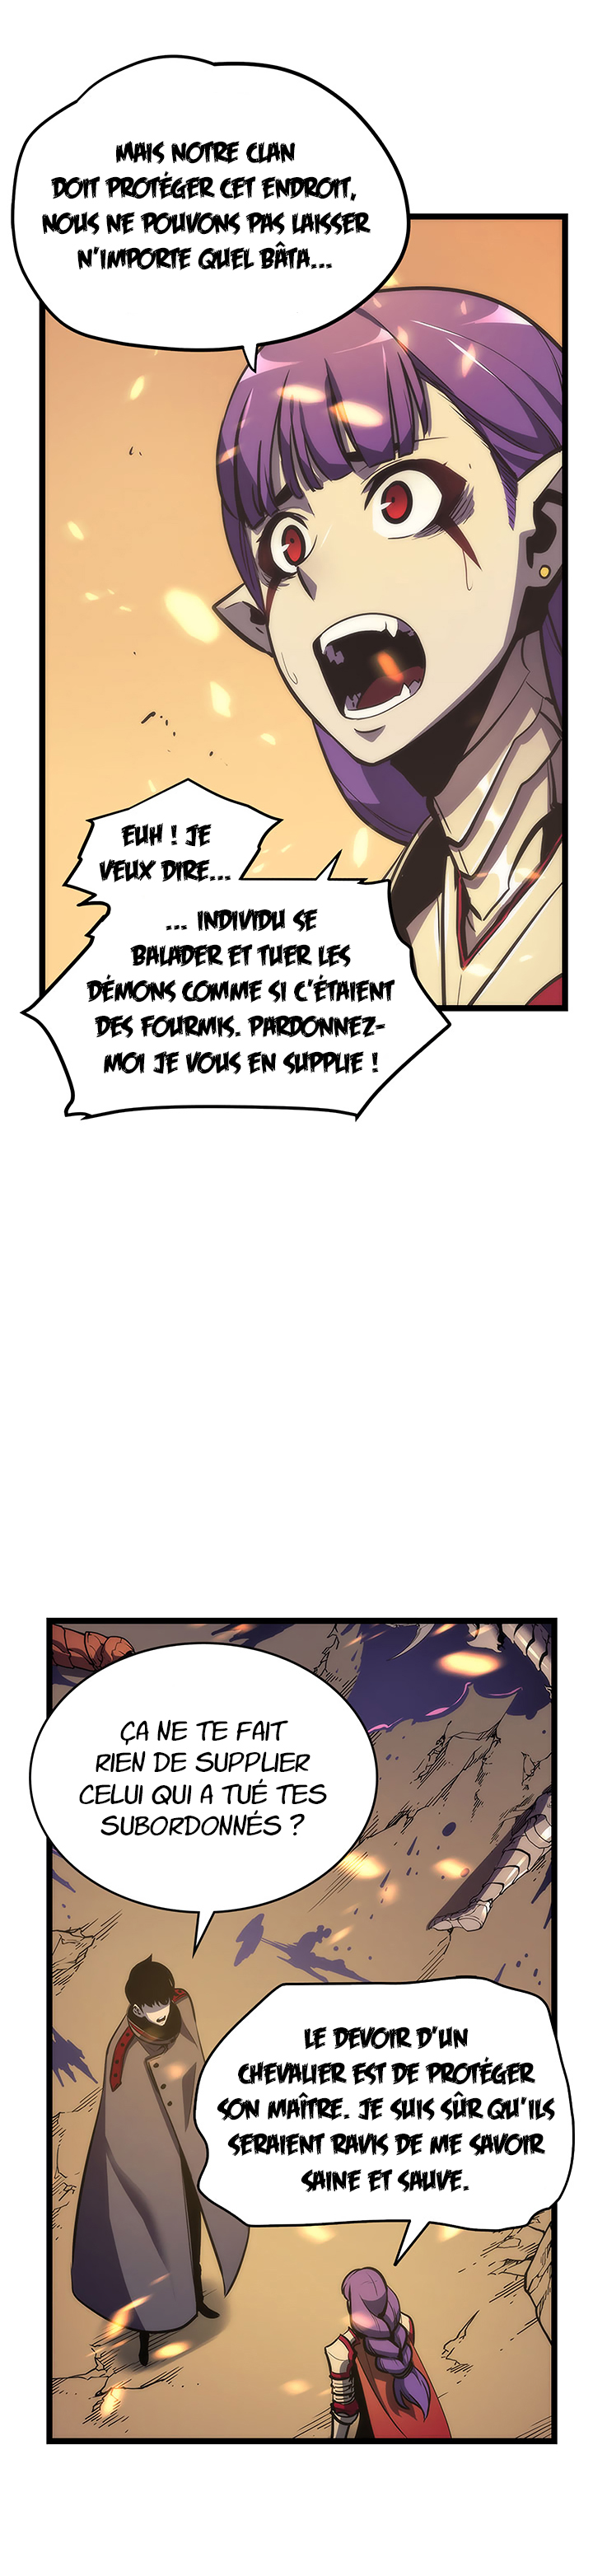 MAIS NOTRE CLAN
DOIT PROTÉGER CET ENDROIT,
NOUS NE POUVONS PAS LAISSER
N'IMPORTE QUEL BÂTA...
EUH ! JE
VEUX DIRE...
... INDIVIDU SE
BALADER ET TUER LES
DÉMONS COMME SI C'ÉTAIENT
DES FOURMIS. PARDONNEZ-
MOI JE VOUS EN SUPPLIE !
ÇA NE TE FAIT
RIEN DE SUPPLIER
CELUI QUI A TUÉ TES
SUBORDONNÉS ?
LE DEVOIR D'UN
CHEVALIER EST DE PROTÉGER
SON MAÎTRE. JE SUIS SÛR QU'ILS
SERAIENT RAVIS DE ME SAVOIR
SAINE ET SAUVE.